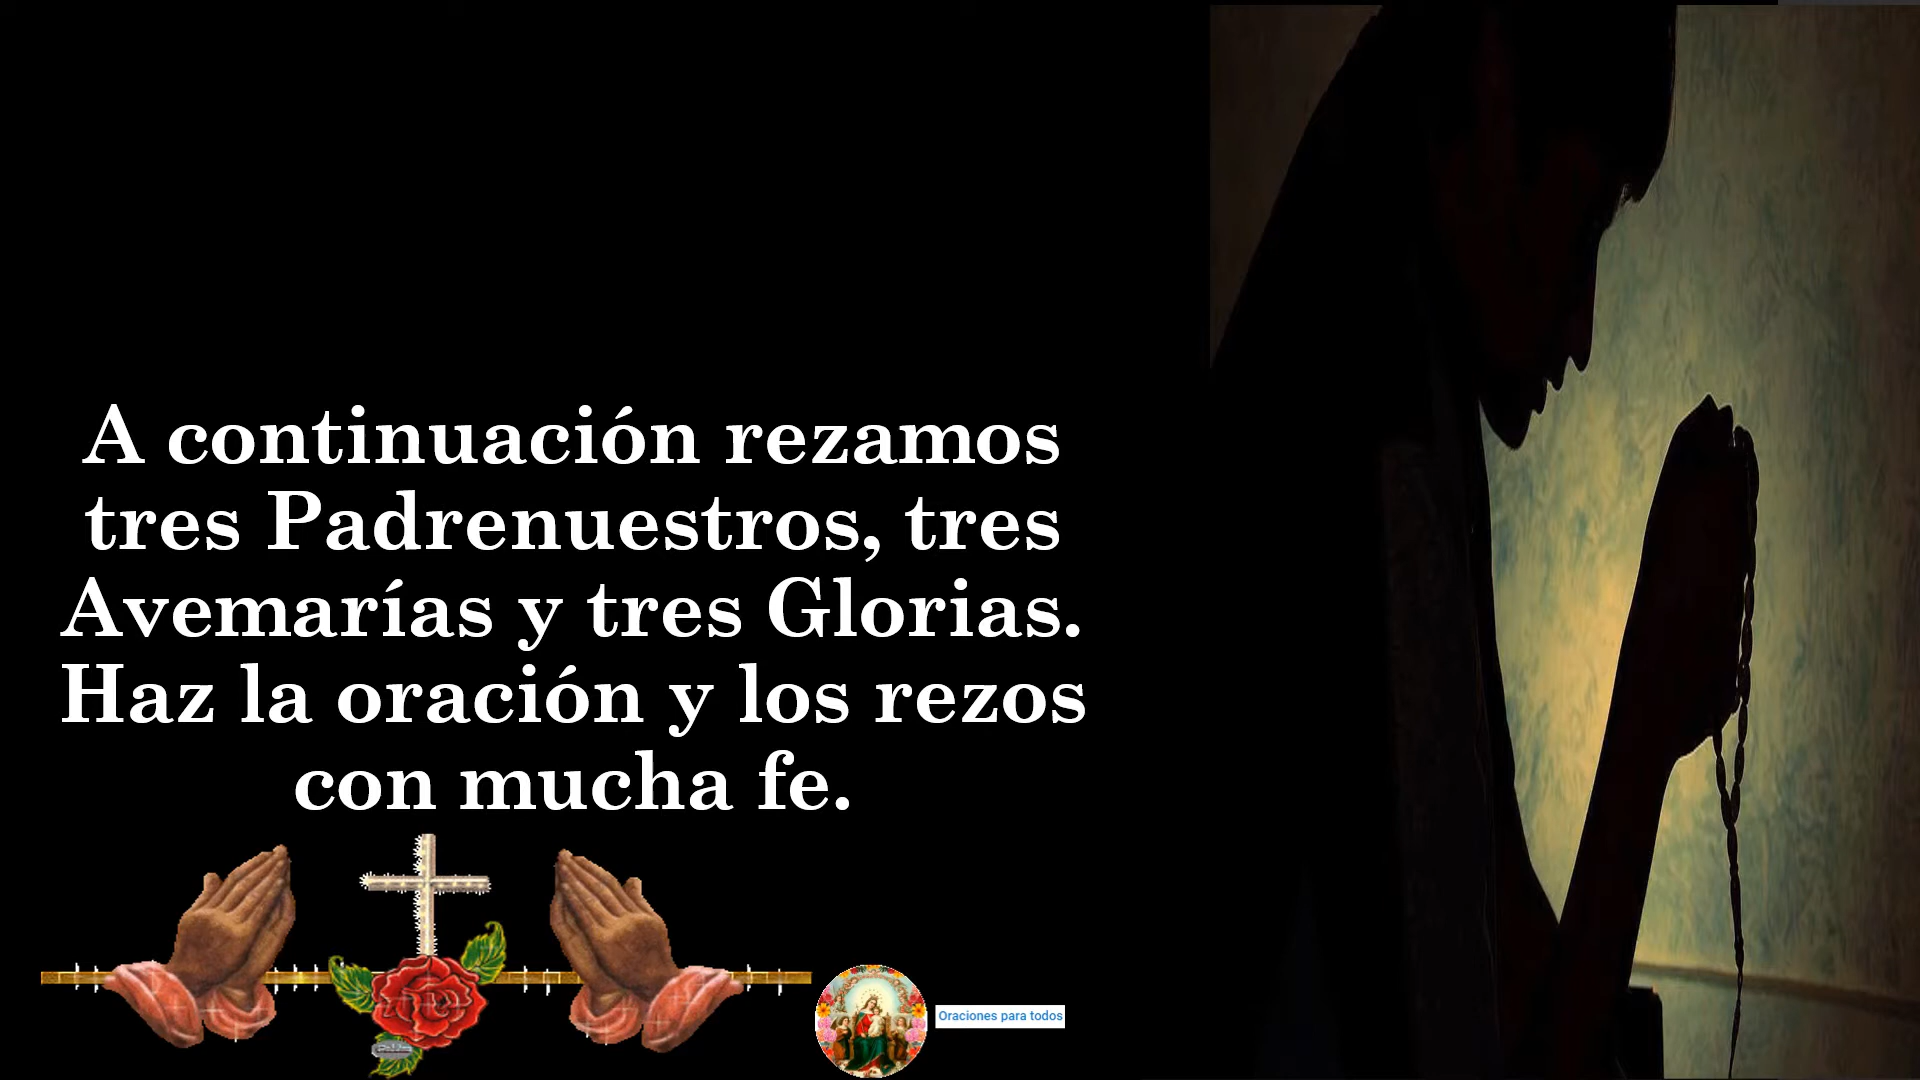 A continuación rezamos
tres Padrenuestros, tres
Avemarías y tres Glorias.
Haz la oración y los rezos
con mucha fe.
Oraciones para todos